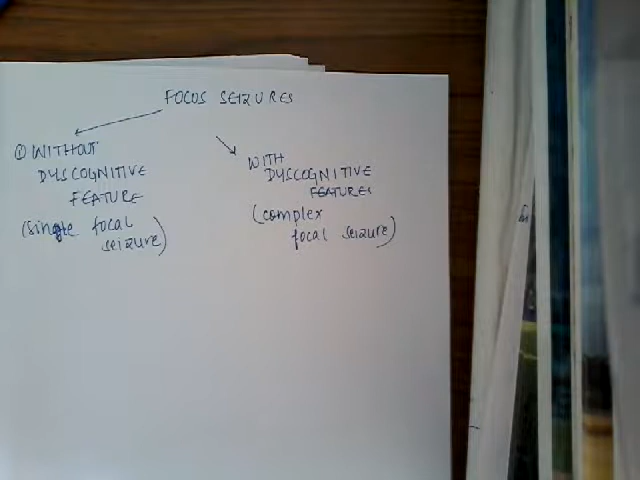 FOCUS SEIZURES
① WITHOUT
DYSCOGNITIVE
FEATURE
(single focal
seizure)
WITH
DYSCOGNITIVE
FEATURES
(complex
focal seizure)